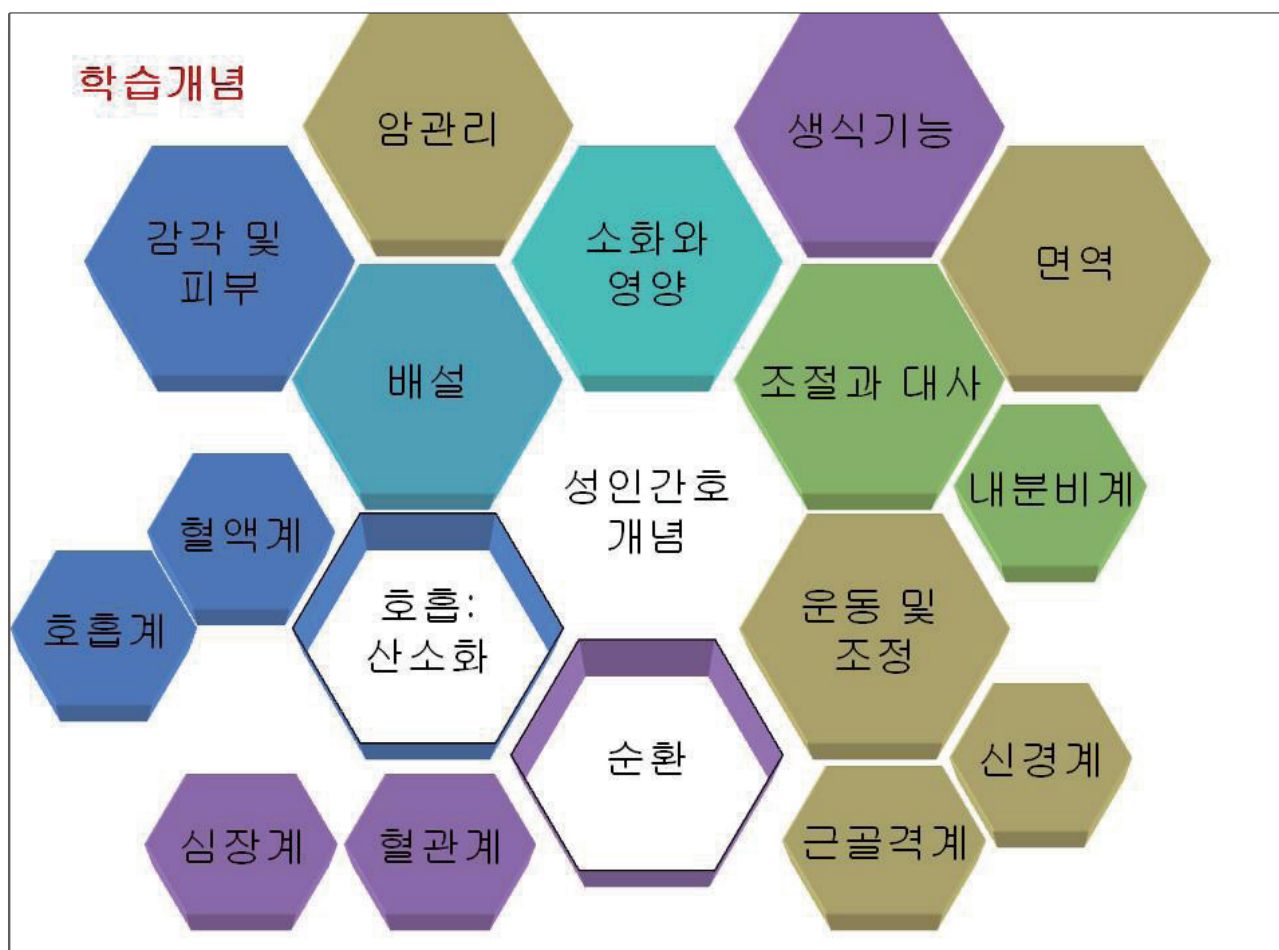 학습개념
암관리
생식기능
감각 및
피부
소화와
영양
면역
배설
조절과 대사
성인간호
개념
내분비계
혈액계
호흡계
호흡:
산소화
운동 및
조정
순환
신경계
심장계
혈관계
근골격계